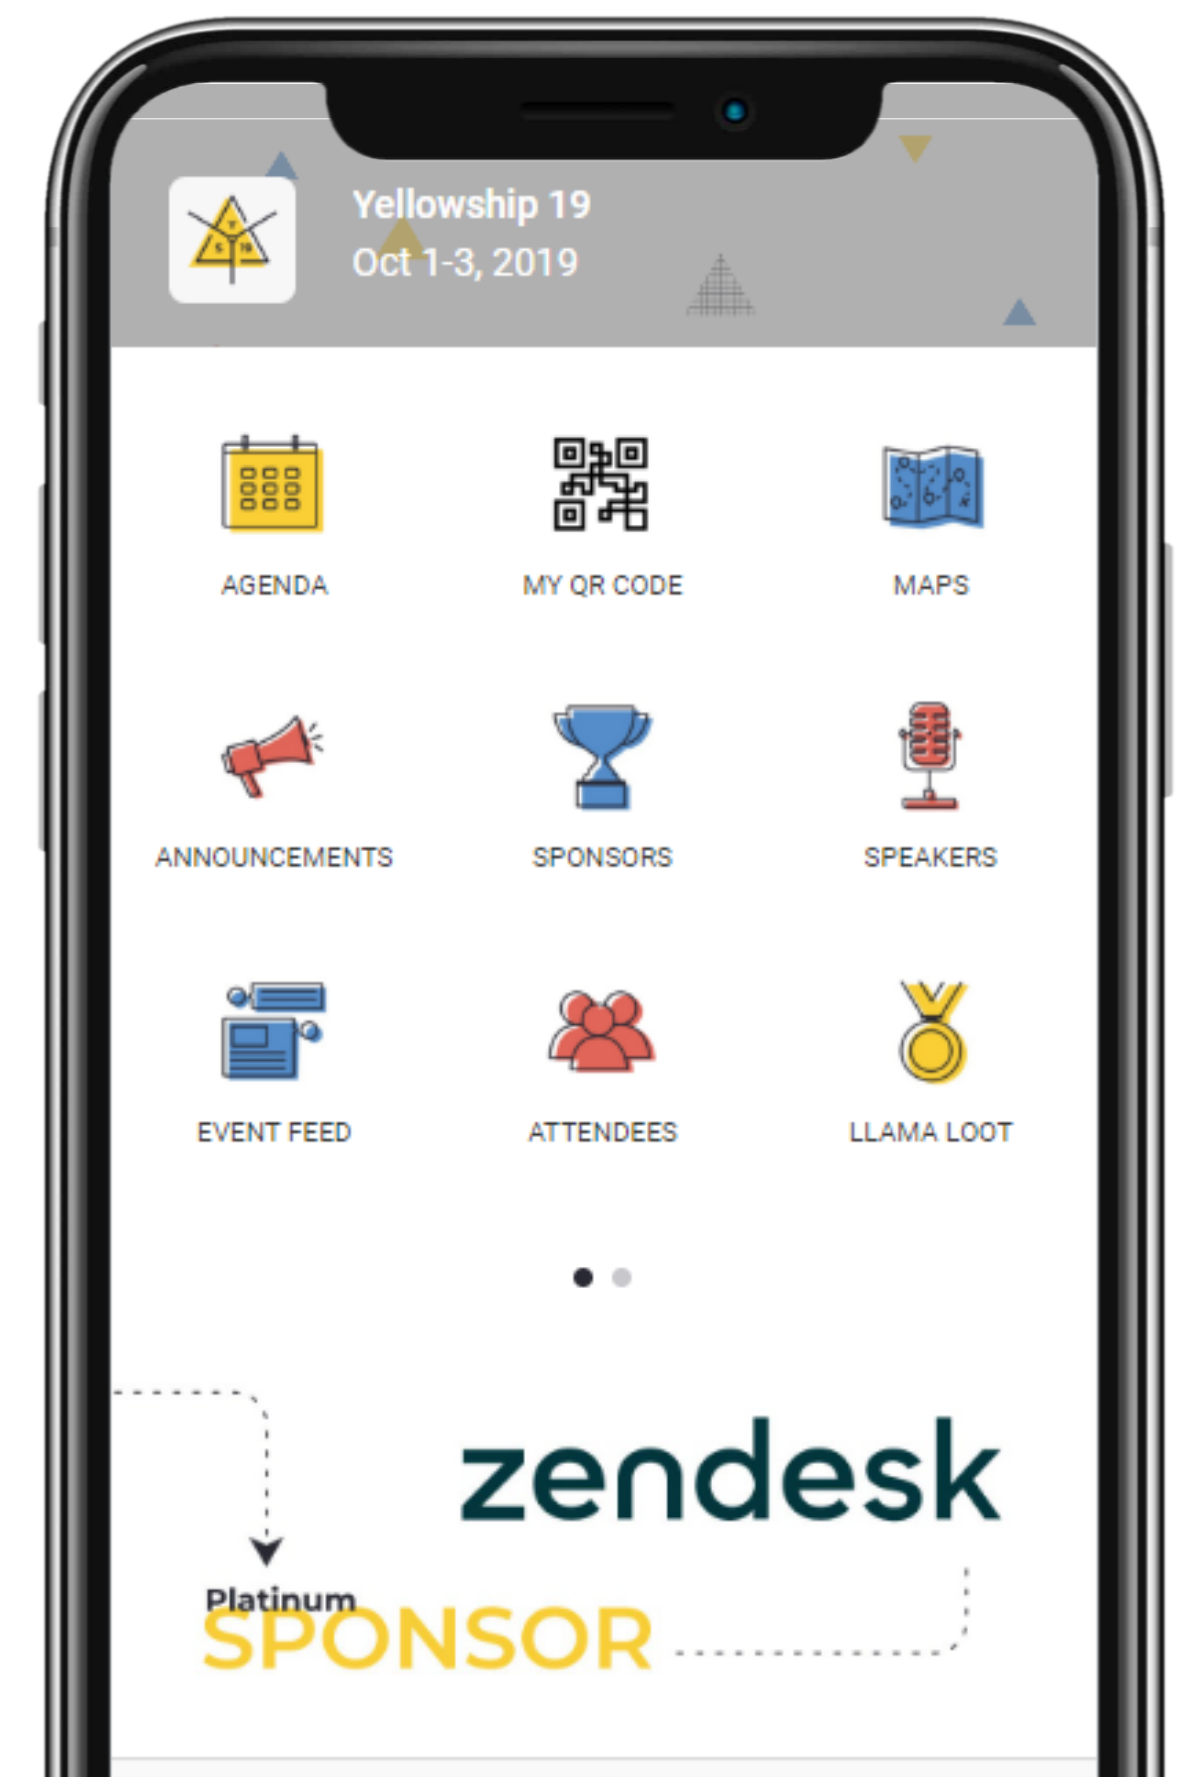 Yellowship 19
Oct 1-3, 2019
Y
S 19
AGENDA MY QR CODE MAPS
ANNOUNCEMENTS SPONSORS SPEAKERS
EVENT FEED ATTENDEES LLAMA LOOT
zendesk
Platinum
SPONSOR